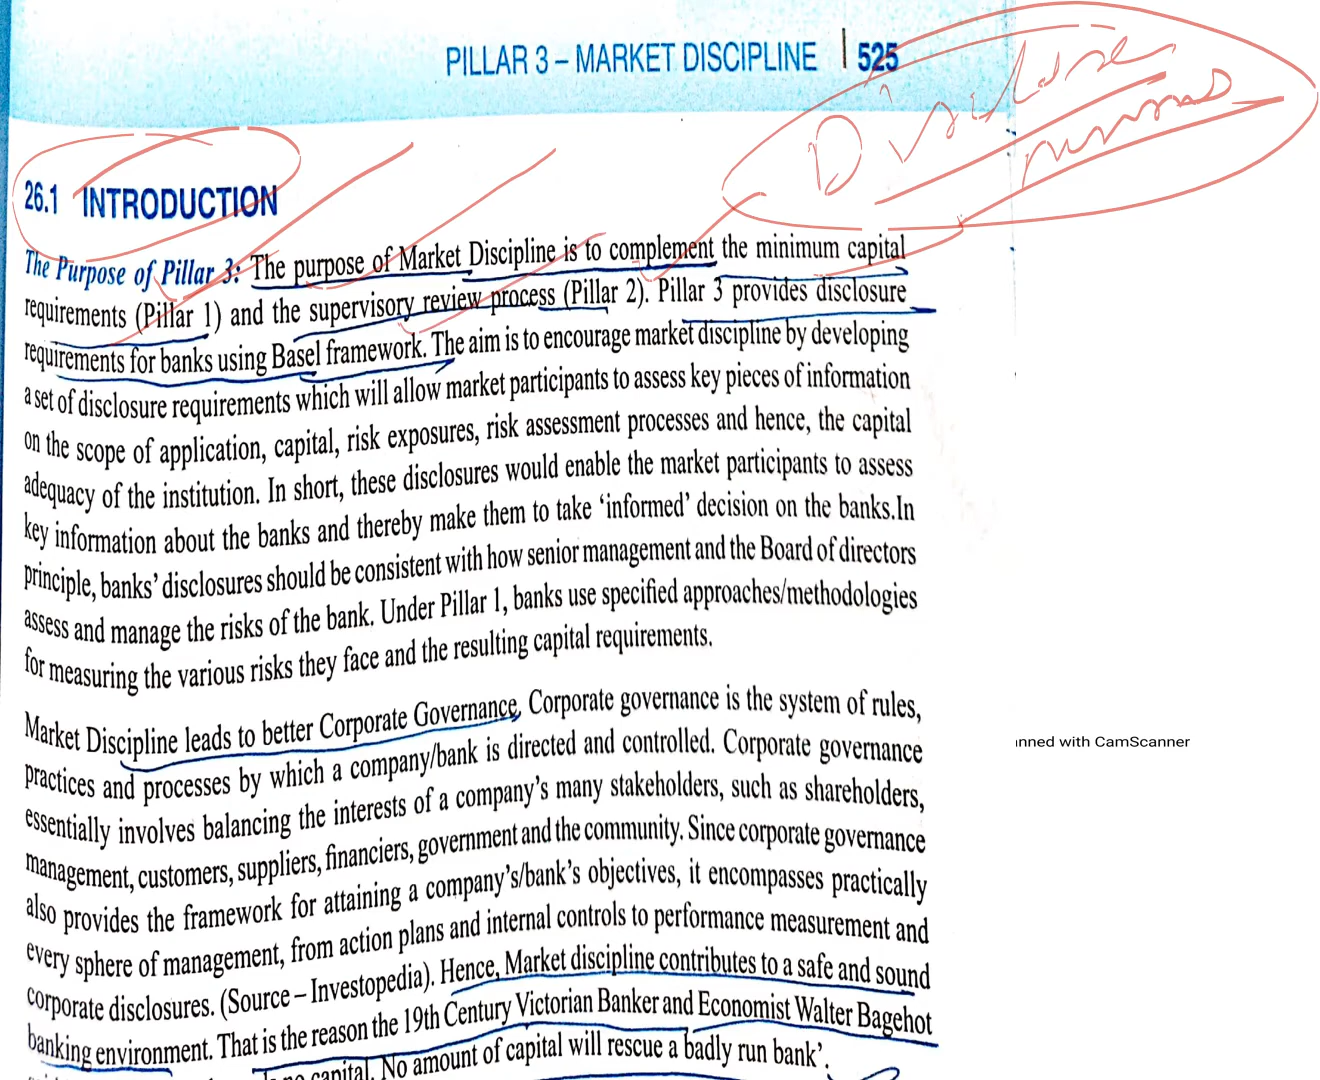 PILLAR 3 – MARKET DISCIPLINE | 525
Disclose
26.1 INTRODUCTION
The Purpose of Pillar 3: The purpose of Market Discipline is to complement the minimum capital
requirements (Pillar 1) and the supervisory review process (Pillar 2). Pillar 3 provides disclosure
requirements for banks using Basel framework. The aim is to encourage market discipline by developing
a set of disclosure requirements which will allow market participants to assess key pieces of information
on the scope of application, capital, risk exposures, risk assessment processes and hence, the capital
adequacy of the institution. In short, these disclosures would enable the market participants to assess
key information about the banks and thereby make them to take ‘informed’ decision on the banks.In
principle, banks’ disclosures should be consistent with how senior management and the Board of directors
assess and manage the risks of the bank. Under Pillar 1, banks use specified approaches/methodologies
for measuring the various risks they face and the resulting capital requirements.
Market Discipline leads to better Corporate Governance. Corporate governance is the system of rules,
practices and processes by which a company/bank is directed and controlled. Corporate governance
essentially involves balancing the interests of a company’s many stakeholders, such as shareholders,
management, customers, suppliers, financiers, government and the community. Since corporate governance
also provides the framework for attaining a company’s/bank’s objectives, it encompasses practically
every sphere of management, from action plans and internal controls to performance measurement and
corporate disclosures. (Source – Investopedia). Hence, Market discipline contributes to a safe and sound
banking environment. That is the reason the 19th Century Victorian Banker and Economist Walter Bagehot
no capital. No amount of capital will rescue a badly run bank’.
nned with CamScanner